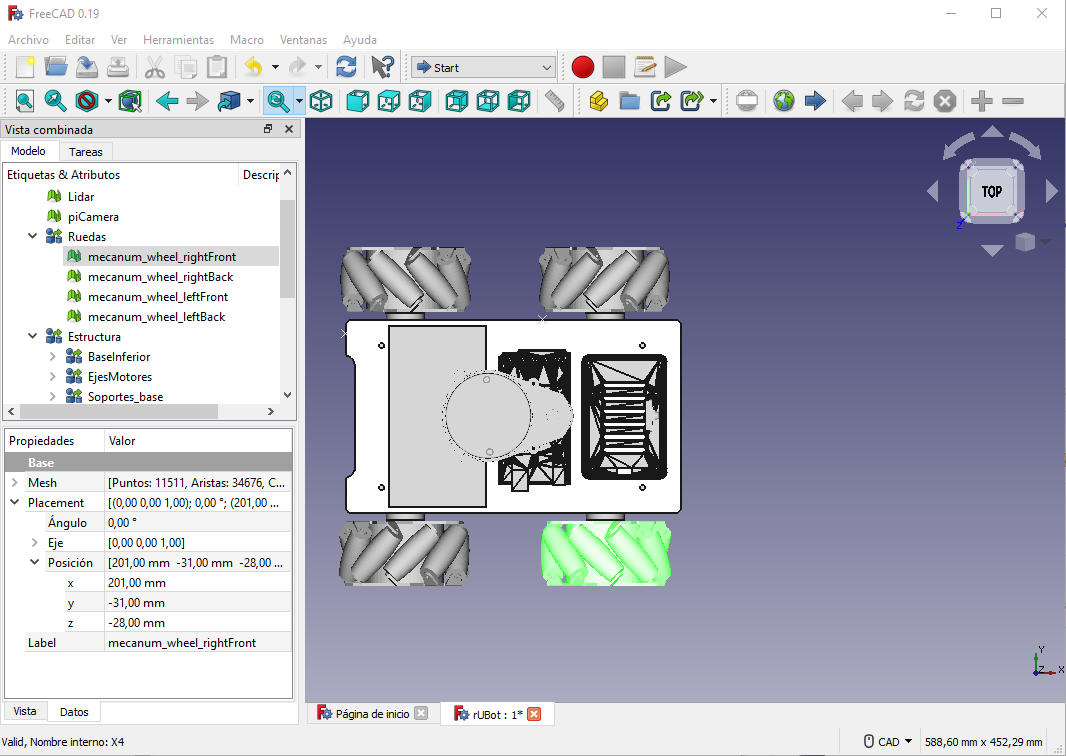 FreeCAD 0.19
Archivo Editar Ver Herramientas Macro Ventanas Ayuda
Start
Vista combinada
Modelo Tareas
Etiquetas & Atributos Descrip
Lidar
piCamera
Ruedas
mecanum_wheel_rightFront
mecanum_wheel_rightBack
mecanum_wheel_leftFront
mecanum_wheel_leftBack
Estructura
BaseInferior
EjesMotores
Soportes_base
Propiedades Valor
Base
Mesh [Puntos: 11511, Aristas: 34676, C...
Placement [(0,00 0,00 1,00); 0,00 °; (201,00 ...
Ángulo 0,00 °
Eje [0,00 0,00 1,00]
Posición [201,00 mm -31,00 mm -28,00 ...
x 201,00 mm
y -31,00 mm
z -28,00 mm
Label mecanum_wheel_rightFront
Vista Datos
TOP
Z
Y
Z X
Página de inicio rUBot : 1*
Valid, Nombre interno: X4 CAD 588,60 mm x 452,29 mm